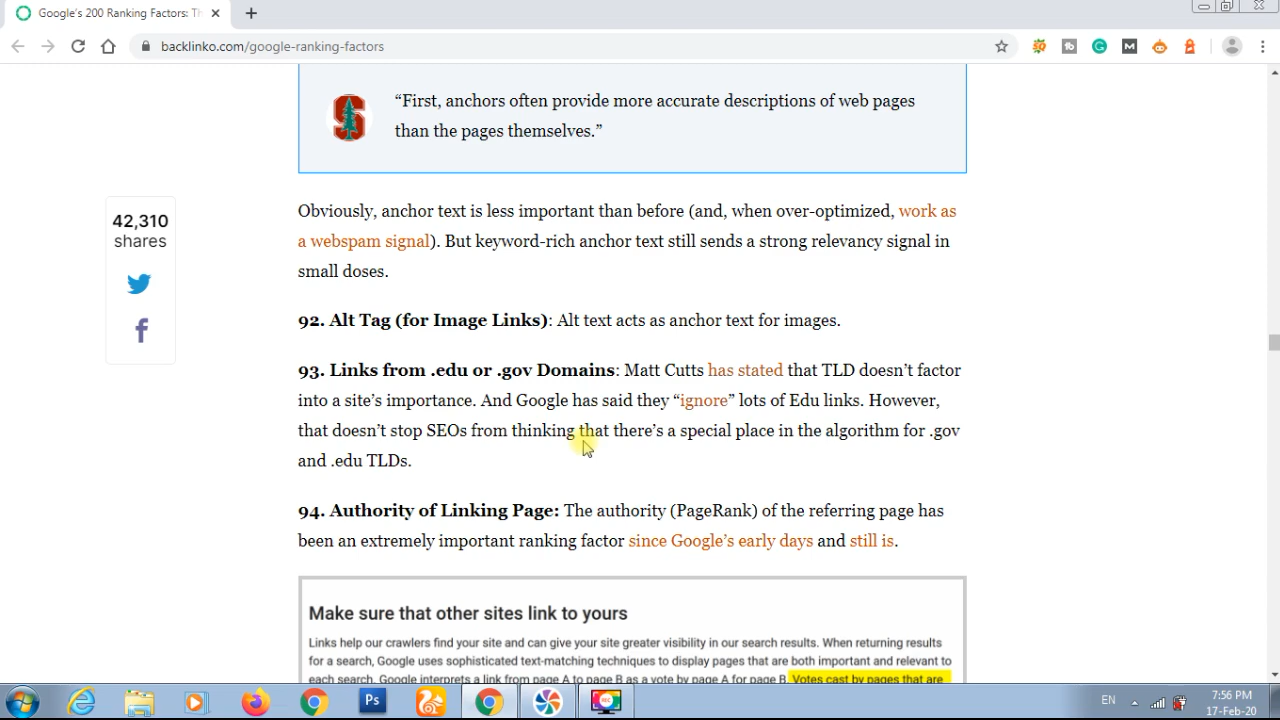 Google's 200 Ranking Factors: Th
backlinko.com/google-ranking-factors
“First, anchors often provide more accurate descriptions of web pages
than the pages themselves.”
42,310
shares
Obviously, anchor text is less important than before (and, when over-optimized, work as
a webspam signal). But keyword-rich anchor text still sends a strong relevancy signal in
small doses.
92. Alt Tag (for Image Links): Alt text acts as anchor text for images.
93. Links from .edu or .gov Domains: Matt Cutts has stated that TLD doesn’t factor
into a site’s importance. And Google has said they “ignore” lots of Edu links. However,
that doesn’t stop SEOs from thinking that there’s a special place in the algorithm for .gov
and .edu TLDs.
94. Authority of Linking Page: The authority (PageRank) of the referring page has
been an extremely important ranking factor since Google’s early days and still is.
Make sure that other sites link to yours
Links help our crawlers find your site and can give your site greater visibility in our search results. When returning results
for a search, Google uses sophisticated text-matching techniques to display pages that are both important and relevant to
each search. Google interprets a link from page A to page B as a vote by page A for page B. Votes cast by pages that are
Ps
EN
7:56 PM
17-Feb-20